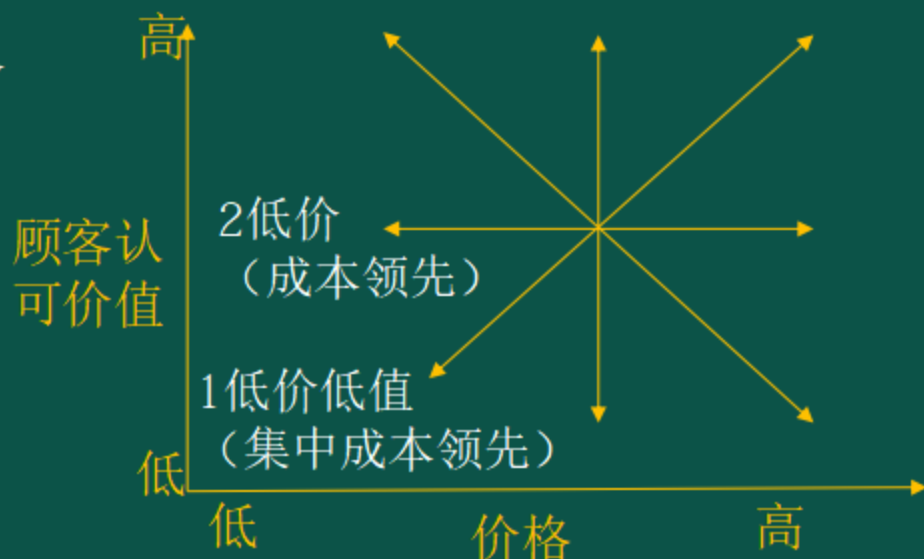 高
顾客认
可价值
2低价
（成本领先）
1低价低值
（集中成本领先）
低
低
价格
高